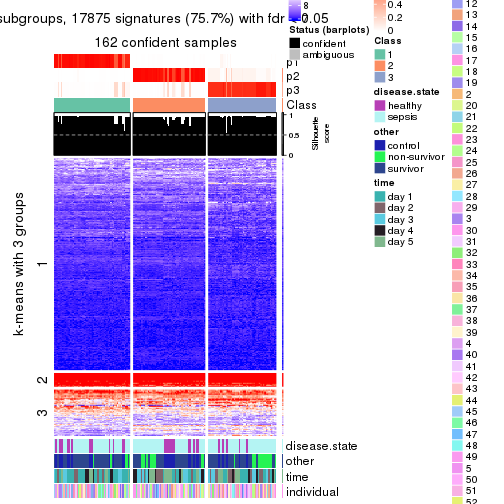 subgroups, 17875 signatures (75.7%) with fdr < 0.05
162 confident samples
p1
p2
p3
Class
1
0.5
0
Silhouette
score
k-means with 3 groups
1
2
3
disease.state
other
time
individual
8
0
Status (barplots)
confident
ambiguous
0.4
0.2
0
Class
1
2
3
disease.state
healthy
sepsis
other
control
non-survivor
survivor
time
day 1
day 2
day 3
day 4
day 5
12
13
14
15
16
17
18
19
2
20
21
22
23
24
25
26
27
28
29
3
30
31
32
33
34
35
36
37
38
39
4
40
41
42
43
44
45
46
47
48
49
5
50
51